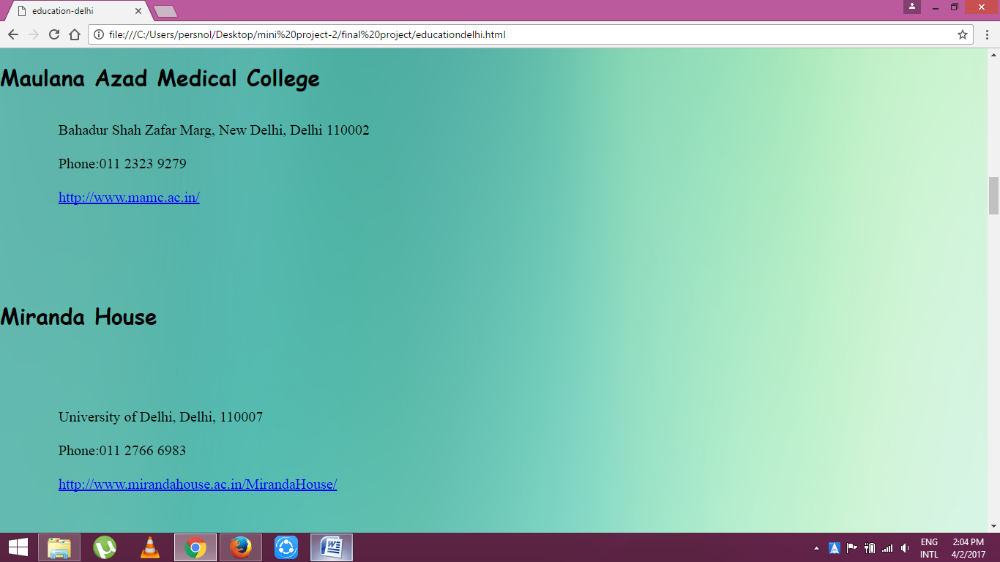 education-delhi
file:///C:/Users/persnol/Desktop/mini%20project-2/final%20project/educationdelhi.html
Maulana Azad Medical College
Bahadur Shah Zafar Marg, New Delhi, Delhi 110002
Phone:011 2323 9279
http://www.mamc.ac.in/
Miranda House
University of Delhi, Delhi, 110007
Phone:011 2766 6983
http://www.mirandahouse.ac.in/MirandaHouse/
ENG 2:04 PM
INTL 4/2/2017